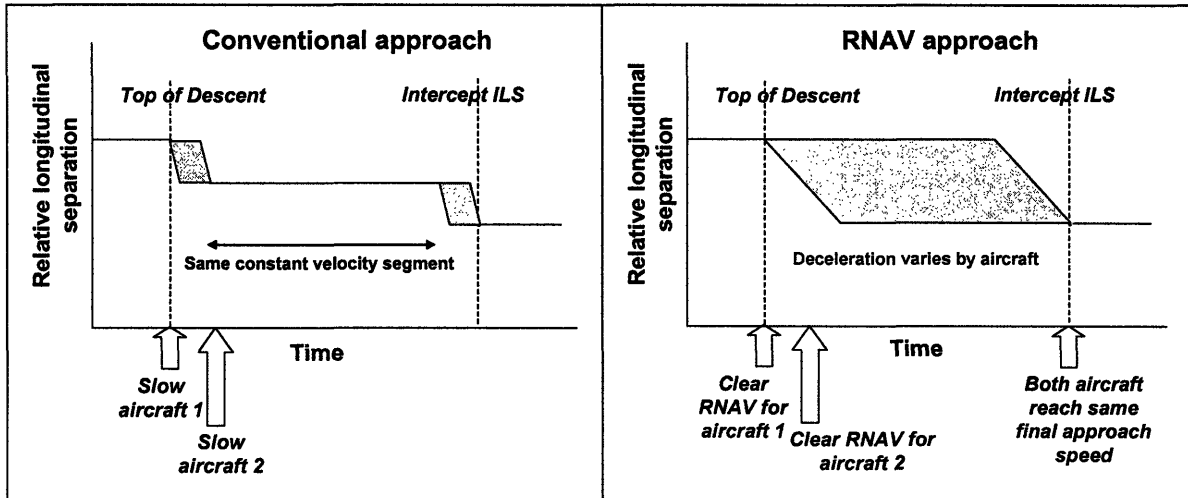 Conventional approach
Top of Descent
Intercept ILS
Relative longitudinal
separation
Same constant velocity segment
Time
Slow
aircraft 1
Slow
aircraft 2
RNAV approach
Top of Descent
Intercept ILS
Relative longitudinal
separation
Deceleration varies by aircraft
Time
Clear
RNAV for
aircraft 1
Clear RNAV for
aircraft 2
Both aircraft
reach same
final approach
speed